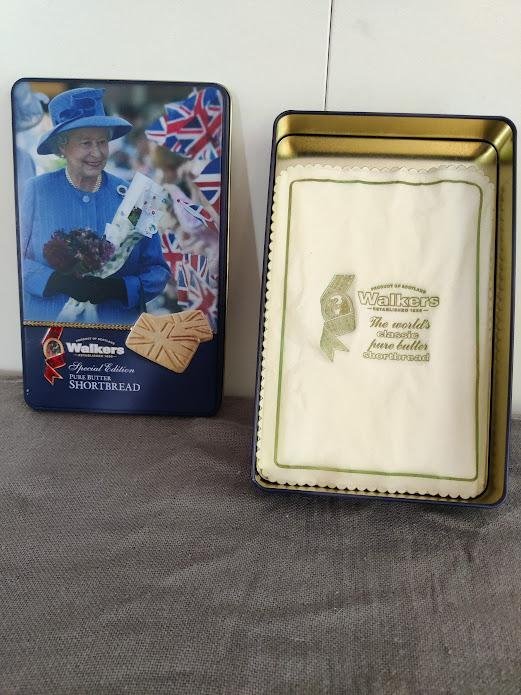 PRODUCT OF SCOTLAND
Walkers
ESTABLISHED 1898
Special Edition
PURE BUTTER
SHORTBREAD
PRODUCT OF SCOTLAND
Walkers
ESTABLISHED 1898
The world's
classic
pure butter
shortbread